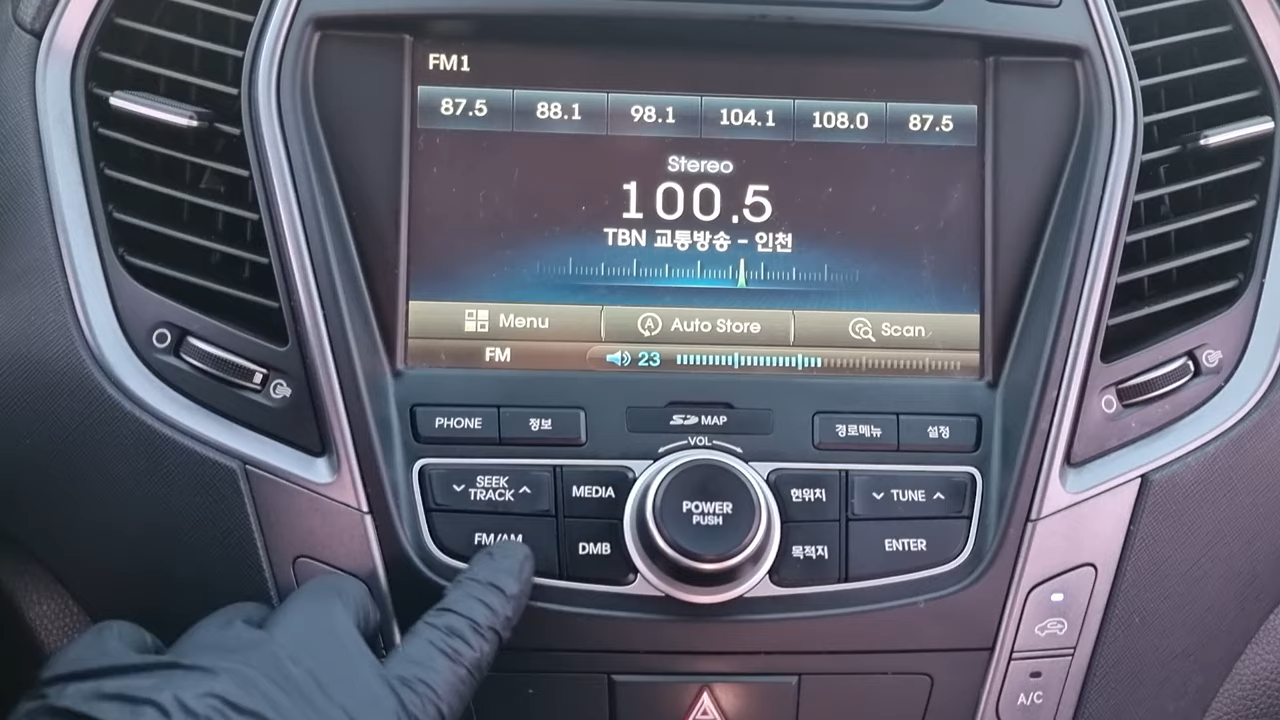 FM1
87.5 88.1 98.1 104.1 108.0 87.5
Stereo
100.5
TBN 교통방송 - 인천
Menu Auto Store Scan
FM 23
PHONE 정보 SD MAP 경로메뉴 설정
VOL
SEEK TRACK MEDIA POWER PUSH 현위치 TUNE
FM/AM DMB 목적지 ENTER
A/C